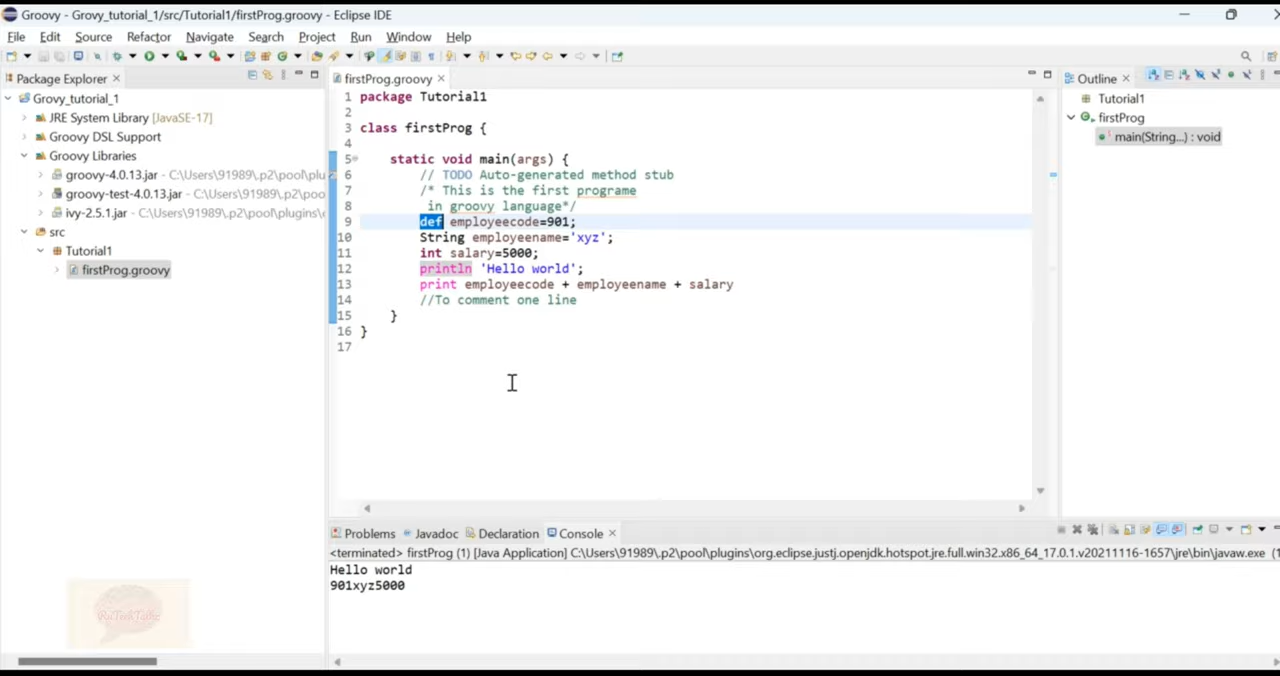 Groovy - Grovy_tutorial_1/src/Tutorial1/firstProg.groovy - Eclipse IDE
File Edit Source Refactor Navigate Search Project Run Window Help
Package Explorer
Grovy_tutorial_1
JRE System Library [JavaSE-17]
Groovy DSL Support
Groovy Libraries
groovy-4.0.13.jar - C:\Users\91989\.p2\pool\plu
groovy-test-4.0.13.jar - C:\Users\91989\.p2\poo
ivy-2.5.1.jar - C:\Users\91989\.p2\pool\plugins\
src
Tutorial1
firstProg.groovy
firstProg.groovy
1 package Tutorial1
2
3 class firstProg {
4
5 static void main(args) {
6 // TODO Auto-generated method stub
7 /* This is the first programe
8 in groovy language*/
9 def employeecode=901;
10 String employeename='xyz';
11 int salary=5000;
12 println 'Hello world';
13 print employeecode + employeename + salary
14 //To comment one line
15 }
16 }
17
Outline
Tutorial1
firstProg
main(String...) : void
Problems Javadoc Declaration Console
<terminated> firstProg (1) [Java Application] C:\Users\91989\.p2\pool\plugins\org.eclipse.justj.openjdk.hotspot.jre.full.win32.x86_64_17.0.1.v20211116-1657\jre\bin\javaw.exe (1
Hello world
901xyz5000